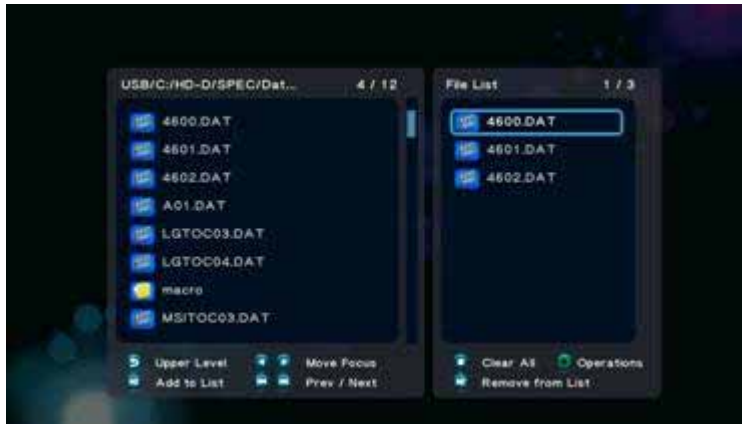 USB/C:/HD-D/SPEC/Dat... 4 / 12
4600.DAT
4601.DAT
4602.DAT
A01.DAT
LGTOC03.DAT
LGTOC04.DAT
macro
MSITOC03.DAT
Upper Level Move Focus
Add to List Prev / Next
File List 1 / 3
4600.DAT
4601.DAT
4602.DAT
Clear All Operations
Remove from List